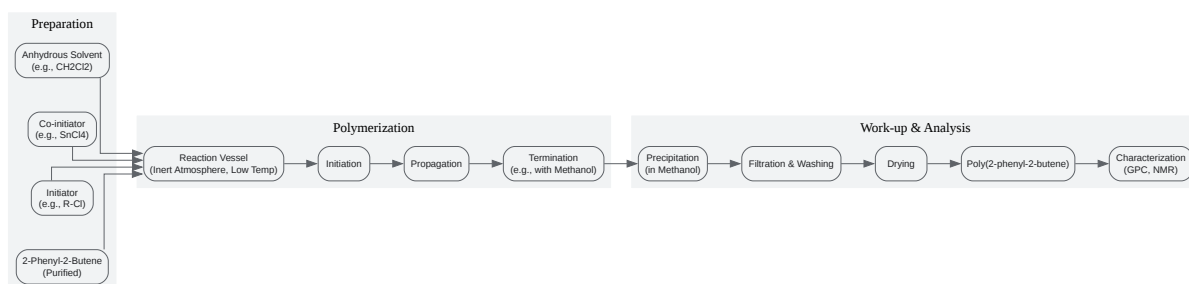 Preparation
Anhydrous Solvent
(e.g., CH2Cl2)
Co-initiator
(e.g., SnCl4)
Initiator
(e.g., R-Cl)
2-Phenyl-2-Butene
(Purified)
Polymerization
Reaction Vessel
(Inert Atmosphere, Low Temp)
Initiation
Propagation
Termination
(e.g., with Methanol)
Work-up & Analysis
Precipitation
(in Methanol)
Filtration & Washing
Drying
Poly(2-phenyl-2-butene)
Characterization
(GPC, NMR)